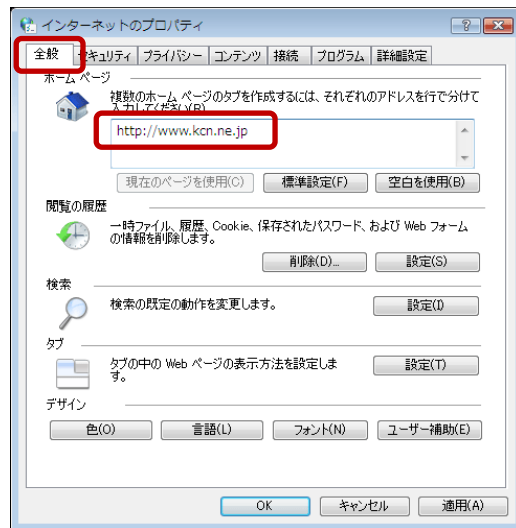 インターネットのプロパティ
全般 セキュリティ プライバシー コンテンツ 接続 プログラム 詳細設定
ホーム ページ
複数のホーム ページのタブを作成するには、それぞれのアドレスを行で分けて
入力してください(R)
http://www.kcn.ne.jp
現在のページを使用(C) 標準設定(F) 空白を使用(B)
閲覧の履歴
一時ファイル、履歴、Cookie、保存されたパスワード、および Web フォーム
の情報を削除します。
削除(D)... 設定(S)
検索
検索の既定の動作を変更します。 設定(I)
タブ
タブの中の Web ページの表示方法を設定しま
す。
設定(T)
デザイン
色(O) 言語(L) フォント(N) ユーザー補助(E)
OK キャンセル 適用(A)